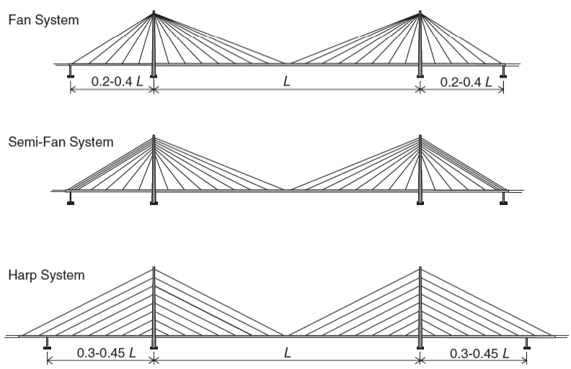 Fan System
0.2-0.4 L
L
0.2-0.4 L
Semi-Fan System
Harp System
0.3-0.45 L
L
0.3-0.45 L